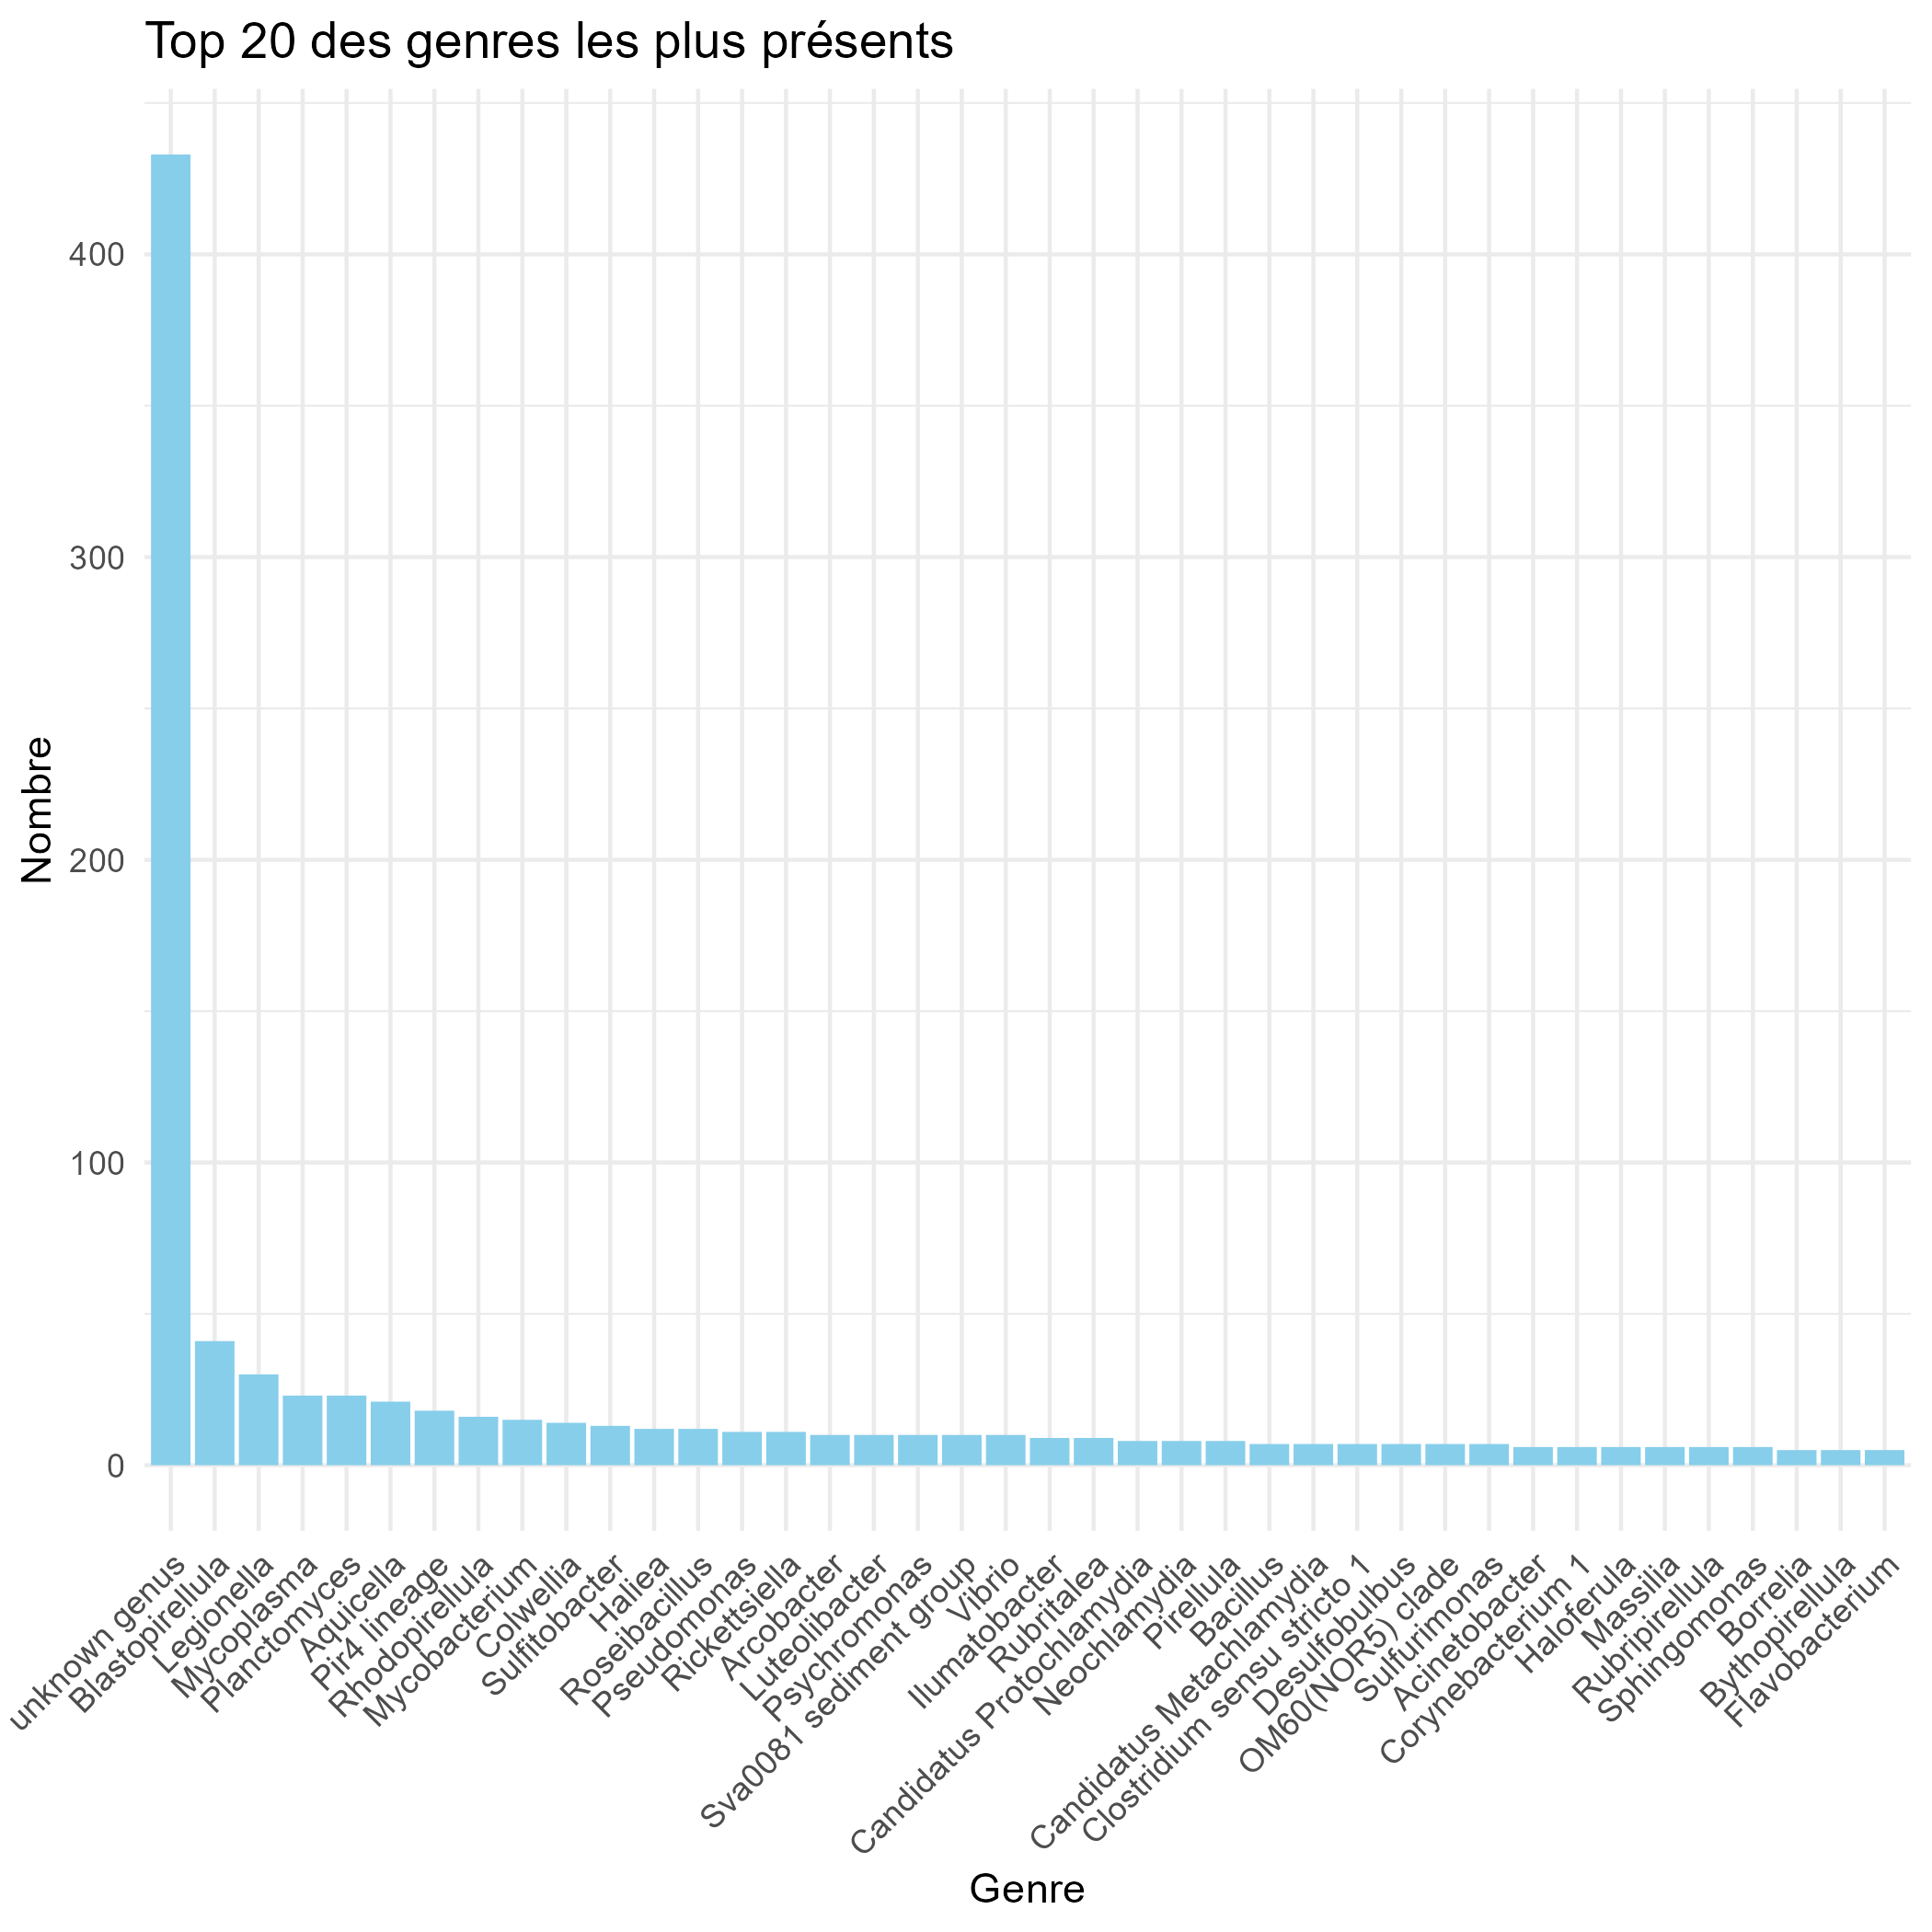 Top 20 des genres les plus présents
Nombre
400
300
200
100
0
unknown genus
Blastopirellula
Legionella
Mycoplasma
Planctomyces
Aquicella
Pir4 lineage
Rhodopirellula
Mycobacterium
Colwellia
Sulfitobacter
Haliea
Roseibacillus
Pseudomonas
Rickettsiella
Arcobacter
Luteolibacter
Psychromonas
Sva0081 sediment group
Vibrio
Ilumatobacter
Rubritalea
Candidatus Protochlamydia
Neochlamydia
Pirellula
Bacillus
Candidatus Metachlamydia
Clostridium sensu stricto 1
Desulfobulbus
OM60(NOR5) clade
Sulfurimonas
Acinetobacter
Corynebacterium 1
Haloferula
Massilia
Rubripirellula
Sphingomonas
Borrelia
Bythopirellula
Flavobacterium
Genre